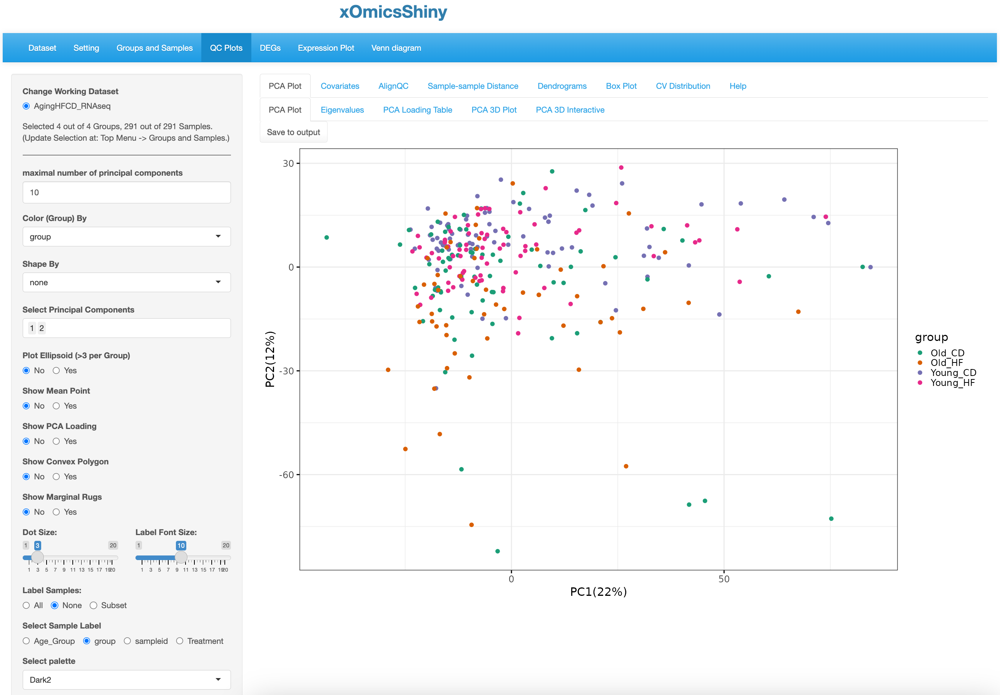 xOmicsShiny
Dataset Setting Groups and Samples QC Plots DEGs Expression Plot Venn diagram
Change Working Dataset
AgingHFCD_RNAseq
Selected 4 out of 4 Groups, 291 out of 291 Samples.
(Update Selection at: Top Menu -> Groups and Samples.)
maximal number of principal components
10
Color (Group) By
group
Shape By
none
Select Principal Components
1 2
Plot Ellipsoid (>3 per Group)
No Yes
Show Mean Point
No Yes
Show PCA Loading
No Yes
Show Convex Polygon
No Yes
Show Marginal Rugs
No Yes
Dot Size: Label Font Size:
1 3 20 1 10 20
1 3 5 7 9 11 13 15 17 19 20 1 3 5 7 9 11 13 15 17 19 20
Label Samples:
All None Subset
Select Sample Label
Age_Group group sampleid Treatment
Select palette
Dark2
PCA Plot Covariates AlignQC Sample-sample Distance Dendrograms Box Plot CV Distribution Help
PCA Plot Eigenvalues PCA Loading Table PCA 3D Plot PCA 3D Interactive
Save to output
30
0
-30
-60
PC2(12%)
0 50
PC1(22%)
group
Old_CD
Old_HF
Young_CD
Young_HF